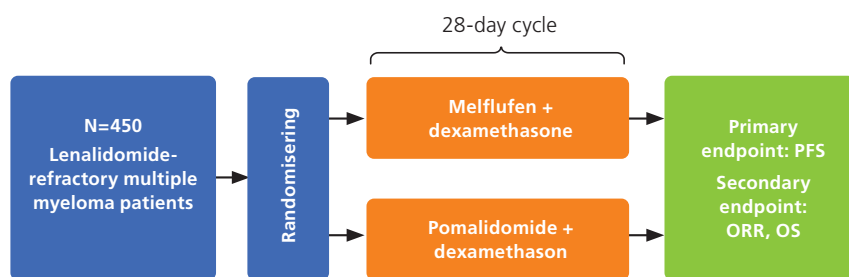 28-day cycle
N=450
Lenalidomide-
refractory multiple
myeloma patients
Randomisering
Melflufen +
dexamethasone
Pomalidomide +
dexamethason
Primary
endpoint: PFS
Secondary
endpoint:
ORR, OS